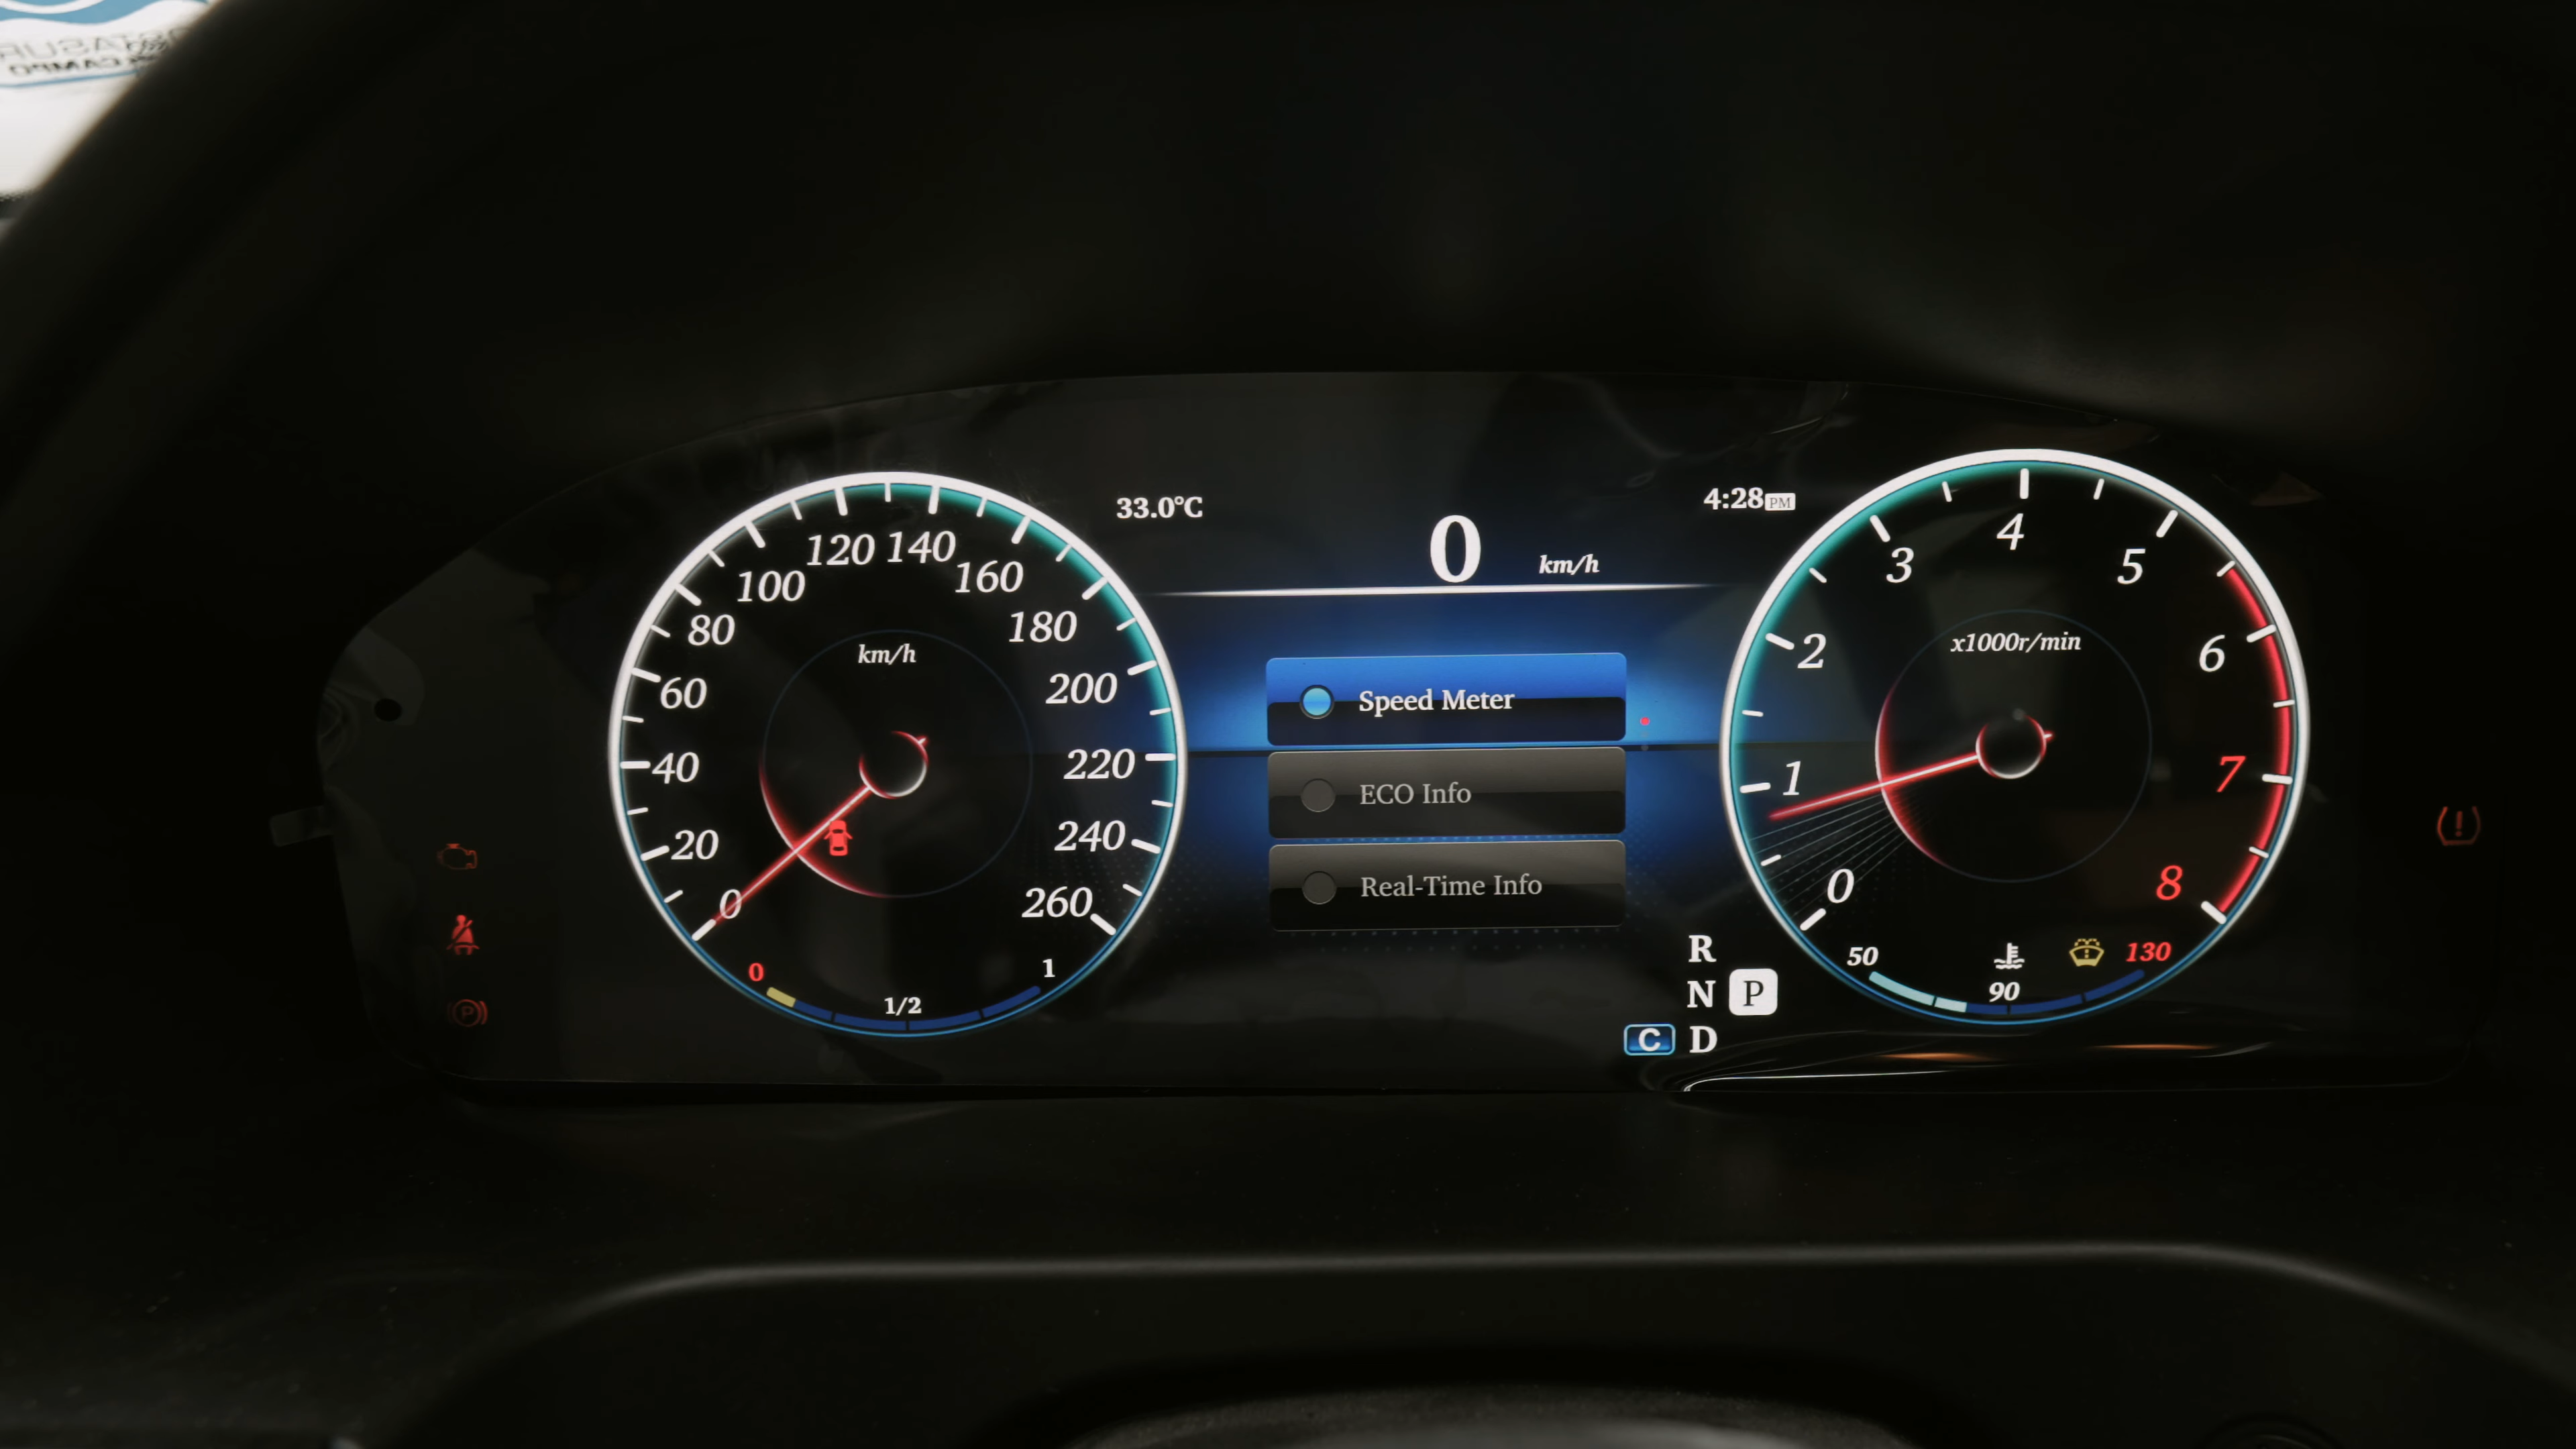 33.0°C
0 km/h
4:28 PM
km/h
0
20
40
60
80
100
120
140
160
180
200
220
240
260
0
1/2
1
Speed Meter
ECO Info
Real-Time Info
R
N P
C D
x1000r/min
0
1
2
3
4
5
6
7
8
50
90
130
P